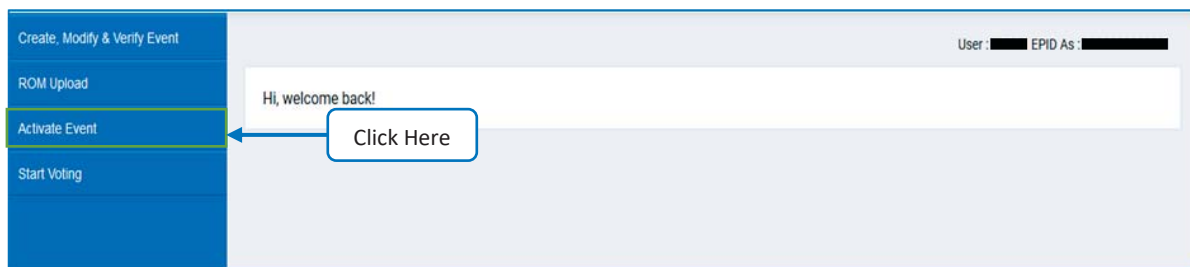 Create, Modify & Verify Event
User : EPID As :
ROM Upload
Hi, welcome back!
Activate Event
Click Here
Start Voting